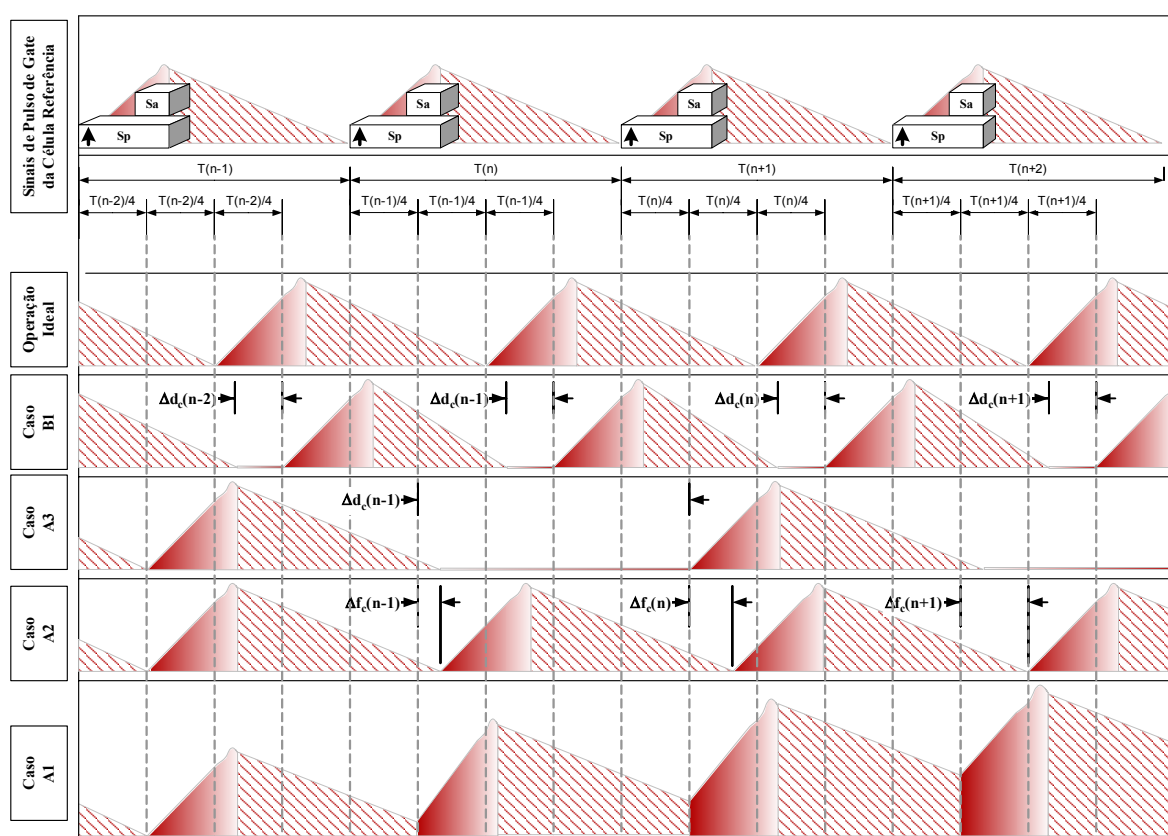 Sinais de Pulso de Gate
da Célula Referência
Sa
Sp
Sa
Sp
Sa
Sp
Sa
Sp
T(n-1)
T(n)
T(n+1)
T(n+2)
T(n-2)/4
T(n-2)/4
T(n-2)/4
T(n-1)/4
T(n-1)/4
T(n-1)/4
T(n)/4
T(n)/4
T(n)/4
T(n+1)/4
T(n+1)/4
T(n+1)/4
Operação
Ideal
Caso
B1
Δdc(n-2)
Δdc(n-1)
Δdc(n)
Δdc(n+1)
Caso
A3
Δdc(n-1)
Caso
A2
Δfc(n-1)
Δfc(n)
Δfc(n+1)
Caso
A1